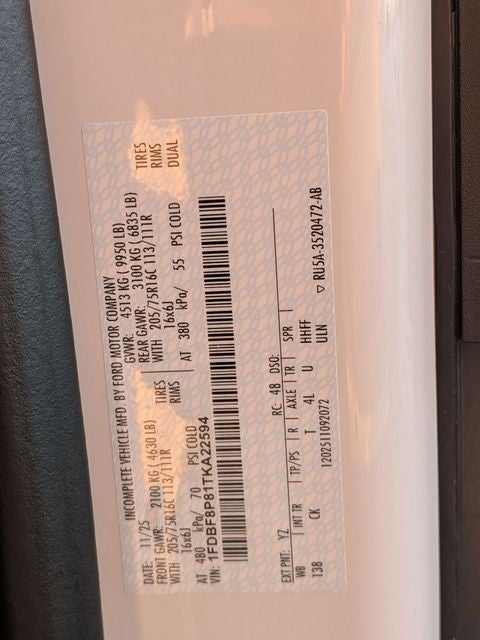 INCOMPLETE VEHICLE MFD. BY FORD MOTOR COMPANY
DATE: 11/25 GVWR: 4513 KG ( 9950 LB)
FRONT GAWR: 2100 KG ( 4630 LB) REAR GAWR: 3100 KG ( 6835 LB)
WITH 205/75R16C 113/111R TIRES WITH 205/75R16C 113/111R TIRES
16x6J RIMS 16x6J RIMS
AT 480 kPa/ 70 PSI COLD AT 380 kPa/ 55 PSI COLD DUAL
VIN: 1FDBF8P81TKA22594
EXT PNT: YZ RC: 48 DSO:
WB INT TR TP/PS R AXLE TR SPR
138 CK T 4L U HHFF
1202511092072 ULN
▽ RU5A-3520472-AB